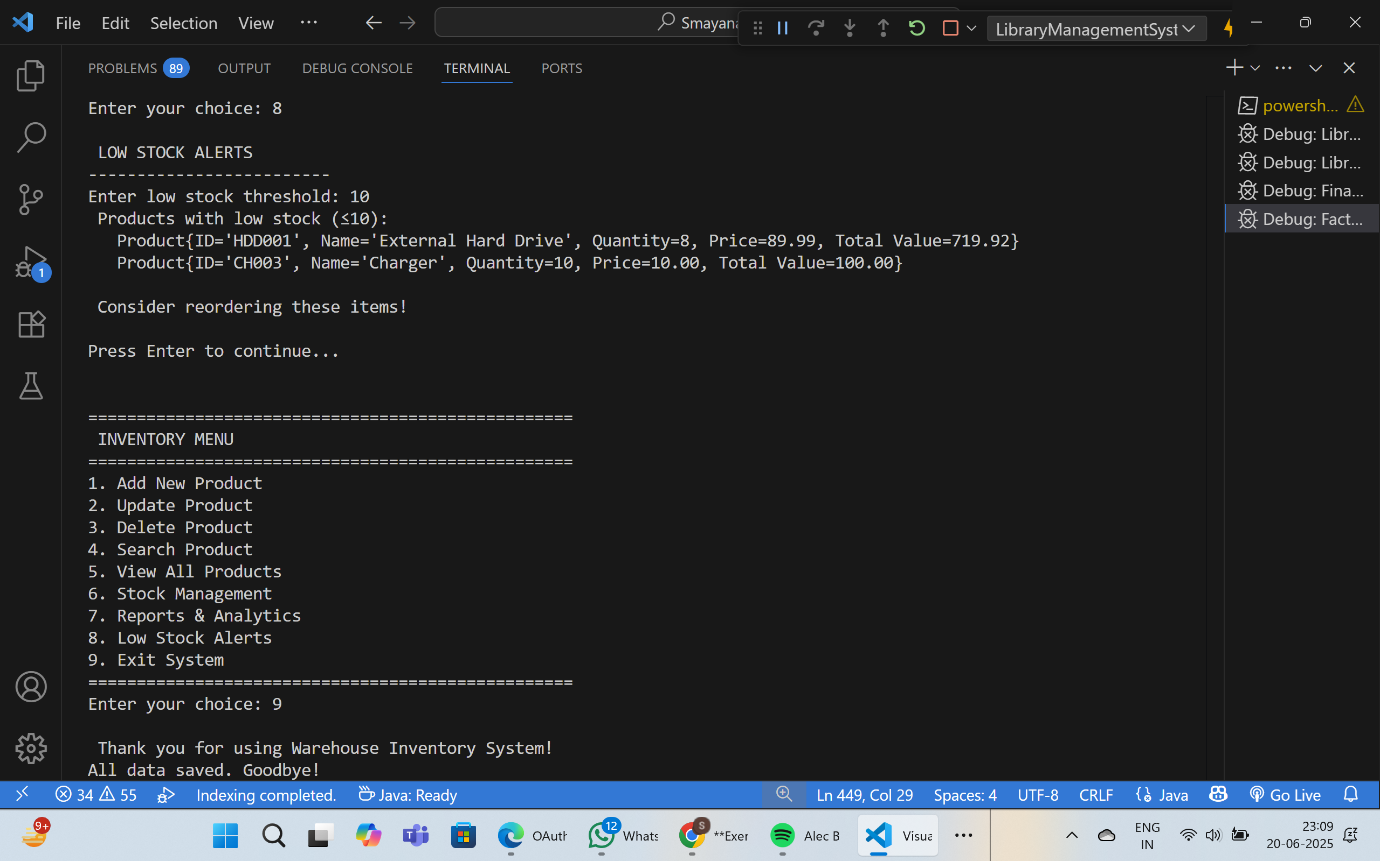 File Edit Selection View ... Smayana LibraryManagementSyst
PROBLEMS 89 OUTPUT DEBUG CONSOLE TERMINAL PORTS
Enter your choice: 8
LOW STOCK ALERTS
-------------------------
Enter low stock threshold: 10
Products with low stock (≤10):
Product{ID='HDD001', Name='External Hard Drive', Quantity=8, Price=89.99, Total Value=719.92}
Product{ID='CH003', Name='Charger', Quantity=10, Price=10.00, Total Value=100.00}
Consider reordering these items!
Press Enter to continue...
==================================================
INVENTORY MENU
==================================================
1. Add New Product
2. Update Product
3. Delete Product
4. Search Product
5. View All Products
6. Stock Management
7. Reports & Analytics
8. Low Stock Alerts
9. Exit System
==================================================
Enter your choice: 9
Thank you for using Warehouse Inventory System!
All data saved. Goodbye!
powersh...
Debug: Libr...
Debug: Libr...
Debug: Fina...
Debug: Fact...
1
34 55 Indexing completed. Java: Ready Ln 449, Col 29 Spaces: 4 UTF-8 CRLF Java Go Live
9+ OAuth 12 Whats S **Exer Alec B Visua ENG 23:09
IN 20-06-2025